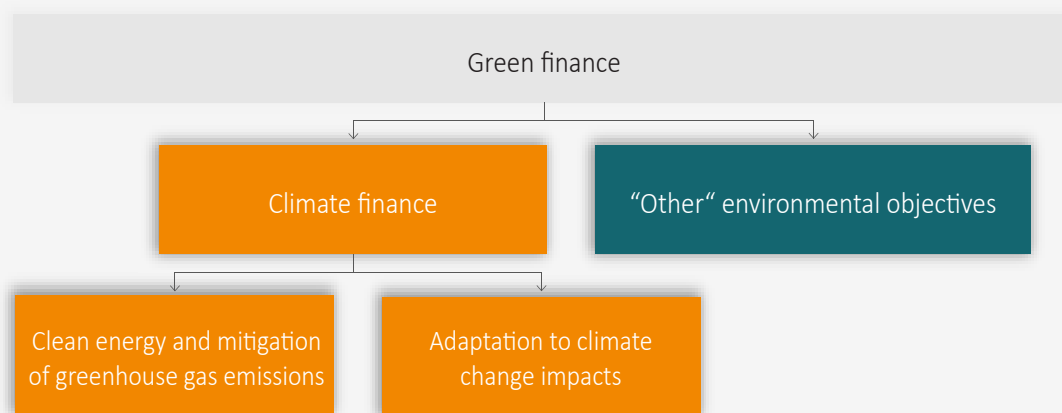 Green finance
Climate finance
“Other“ environmental objectives
Clean energy and mitigation
of greenhouse gas emissions
Adaptation to climate
change impacts